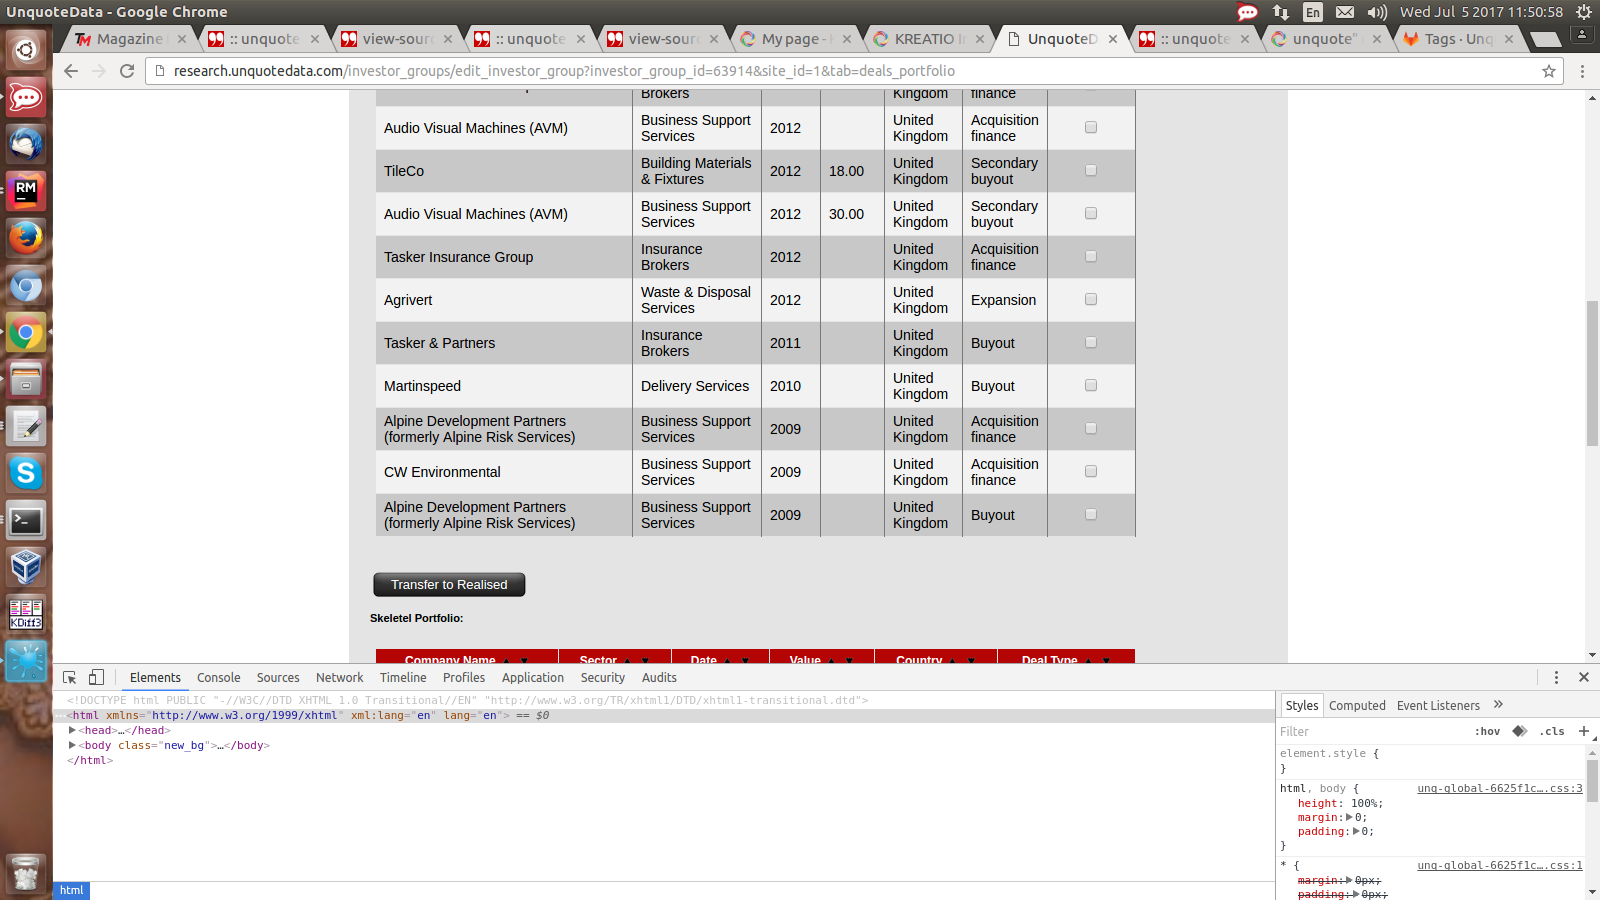 UnquoteData - Google Chrome
En
Wed Jul 5 2017 11:50:58
Magazine
:: unquote
view-sour
:: unquote
view-sour
My page -
KREATIO I
UnquoteD
:: unquote
unquote"
Tags · Unq
research.unquotedata.com/investor_groups/edit_investor_group?investor_group_id=63914&site_id=1&tab=deals_portfolio
Brokers Kingdom finance
Audio Visual Machines (AVM) Business Support Services 2012 United Kingdom Acquisition finance
TileCo Building Materials & Fixtures 2012 18.00 United Kingdom Secondary buyout
Audio Visual Machines (AVM) Business Support Services 2012 30.00 United Kingdom Secondary buyout
Tasker Insurance Group Insurance Brokers 2012 United Kingdom Acquisition finance
Agrivert Waste & Disposal Services 2012 United Kingdom Expansion
Tasker & Partners Insurance Brokers 2011 United Kingdom Buyout
Martinspeed Delivery Services 2010 United Kingdom Buyout
Alpine Development Partners (formerly Alpine Risk Services) Business Support Services 2009 United Kingdom Acquisition finance
CW Environmental Business Support Services 2009 United Kingdom Acquisition finance
Alpine Development Partners (formerly Alpine Risk Services) Business Support Services 2009 United Kingdom Buyout
Transfer to Realised
Skeletel Portfolio:
Company Name Sector Date Value Country Deal Type
Elements Console Sources Network Timeline Profiles Application Security Audits
<!DOCTYPE html PUBLIC "-//W3C//DTD XHTML 1.0 Transitional//EN" "http://www.w3.org/TR/xhtml1/DTD/xhtml1-transitional.dtd">
…<html xmlns="http://www.w3.org/1999/xhtml" xml:lang="en" lang="en"> == $0
<head>…</head>
<body class="new_bg">…</body>
</html>
html
Styles Computed Event Listeners »
Filter :hov .cls +
element.style {
}
html, body { unq-global-6625f1c….css:3
height: 100%;
margin: 0;
padding: 0;
}
* { unq-global-6625f1c….css:1
margin: 0px;
padding: 0px;
RM
KDiff3